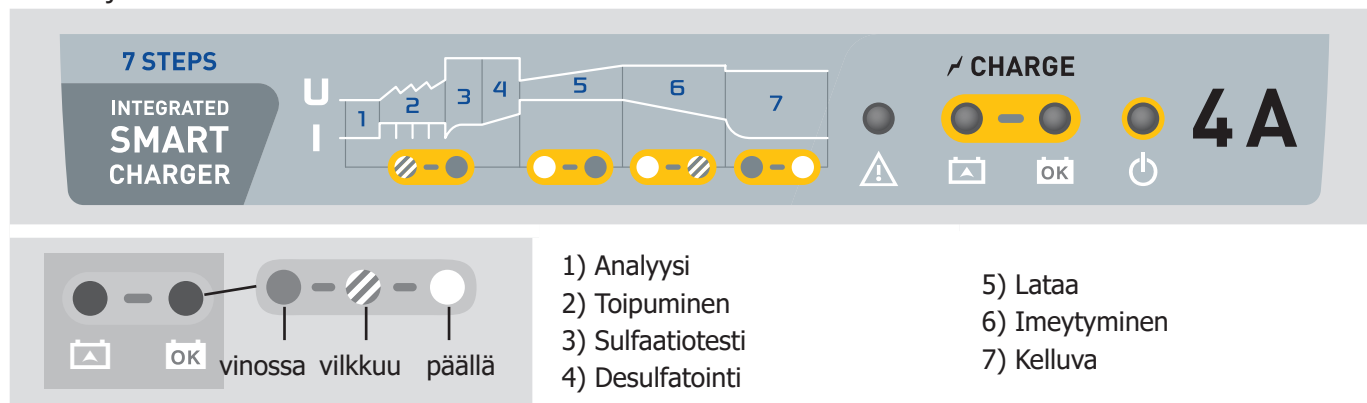 7 STEPS
INTEGRATED
SMART
CHARGER
U
I
1
2
3
4
5
6
7
CHARGE
OK
4 A
OK
vinossa vilkkuu päällä
1) Analyysi
2) Toipuminen
3) Sulfaatiotesti
4) Desulfatointi
5) Lataa
6) Imeytyminen
7) Kelluva